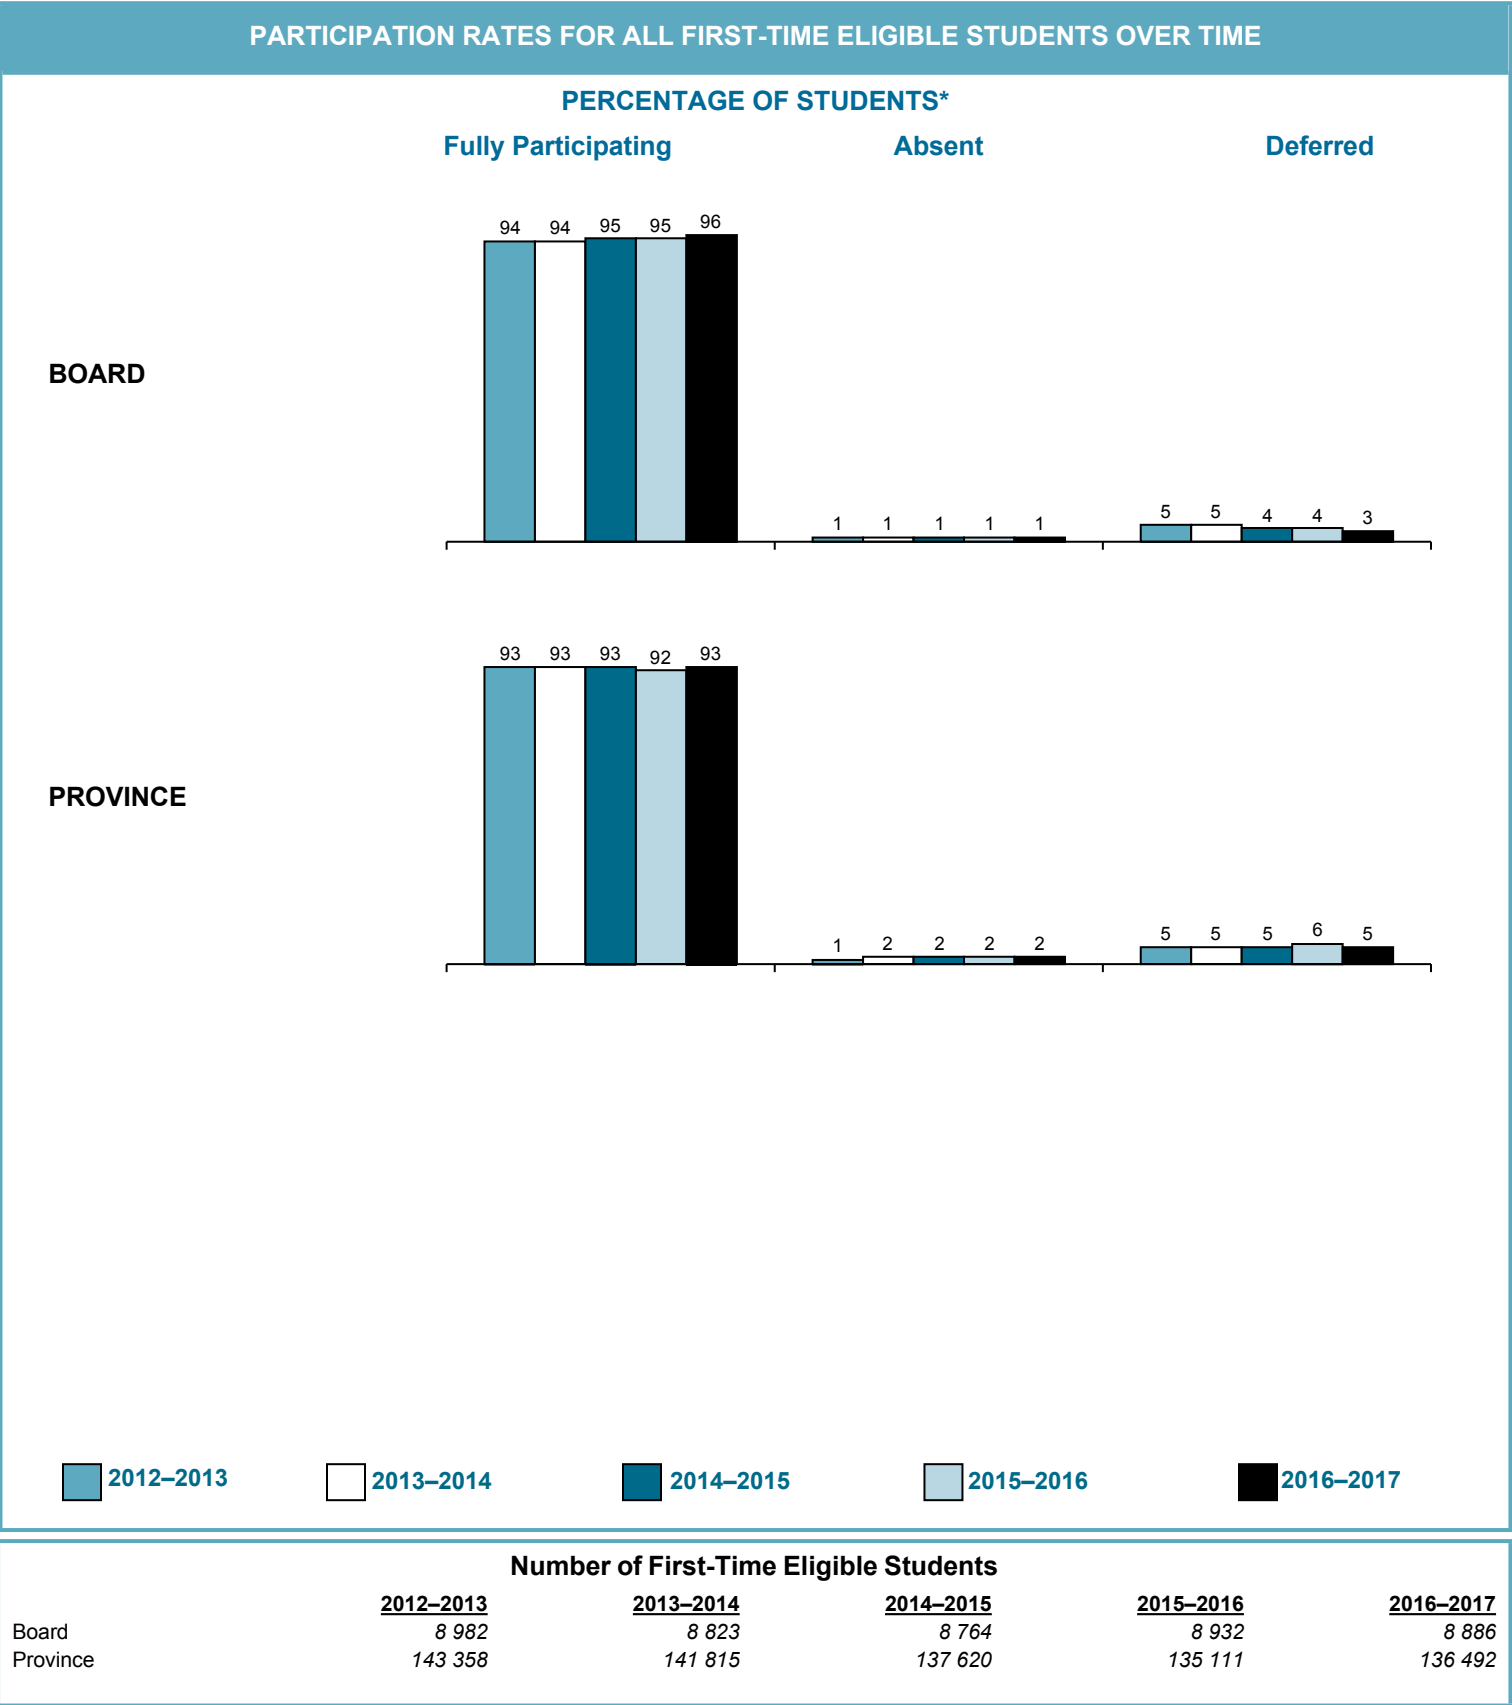 PARTICIPATION RATES FOR ALL FIRST-TIME ELIGIBLE STUDENTS OVER TIME
PERCENTAGE OF STUDENTS*
Fully Participating Absent Deferred
94 94 95 95 96
BOARD
1 1 1 1 1
5 5 4 4 3
93 93 93 92 93
PROVINCE
1 2 2 2 2
5 5 5 6 5
2012–2013 2013–2014 2014–2015 2015–2016 2016–2017
Number of First-Time Eligible Students
2012–2013 2013–2014 2014–2015 2015–2016 2016–2017
Board 8 982 8 823 8 764 8 932 8 886
Province 143 358 141 815 137 620 135 111 136 492